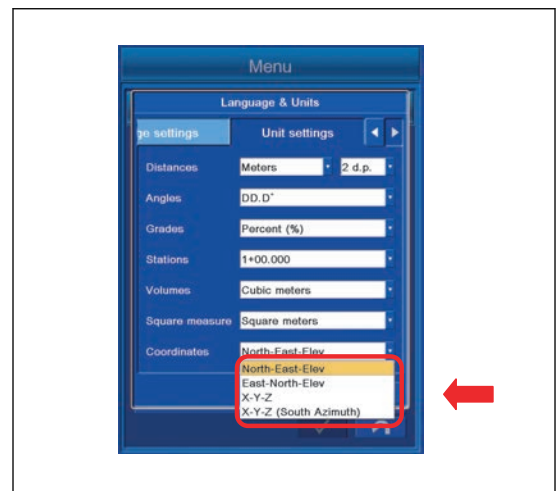 Menu
Language & Units
ge settings Unit settings
Distances Meters 2 d.p.
Angles DD.D°
Grades Percent (%)
Stations 1+00.000
Volumes Cubic meters
Square measure Square meters
Coordinates North-East-Elev
North-East-Elev
East-North-Elev
X-Y-Z
X-Y-Z (South Azimuth)